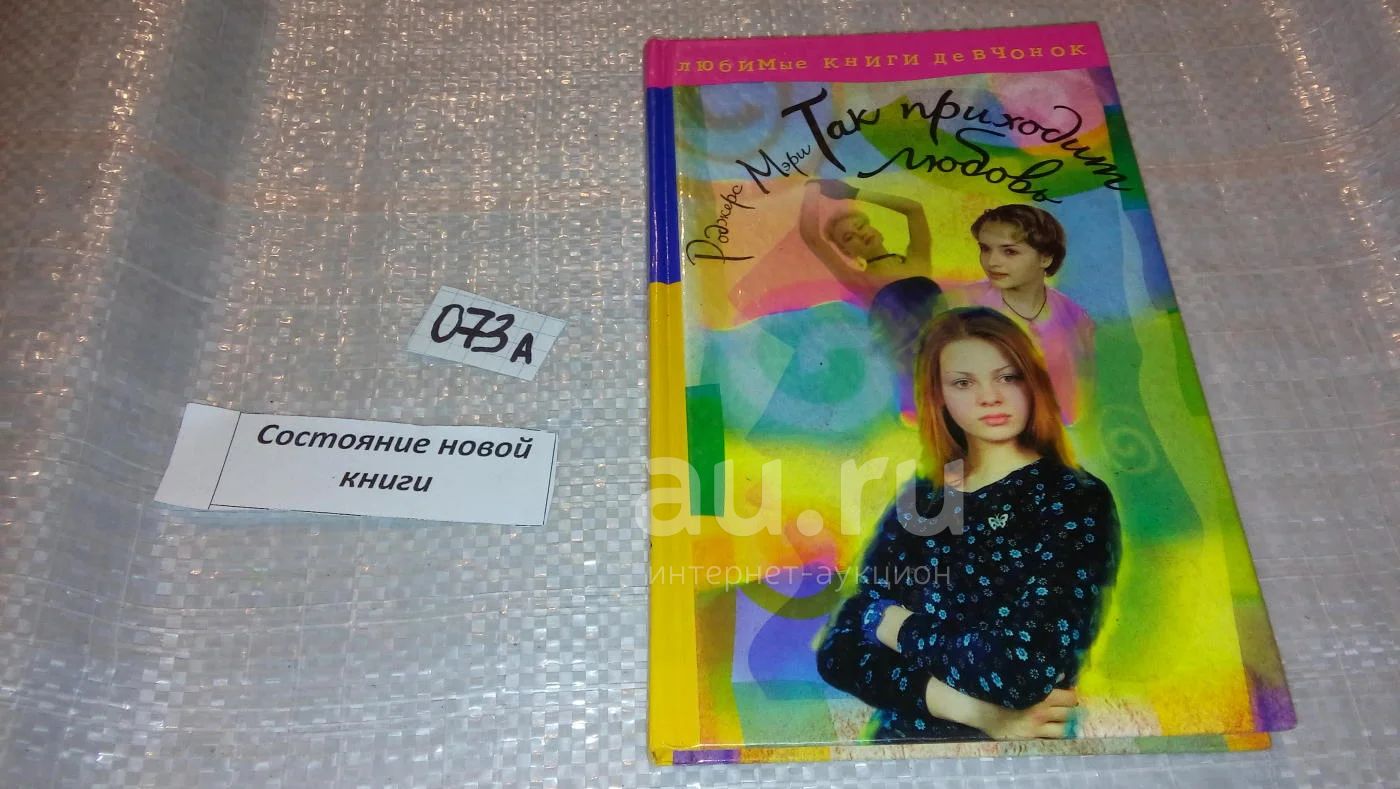 любимые книги девчонок
Так приходит
любовь
Роджерс Мэри
073 А
Состояние новой
книги
au.ru
интернет-аукцион